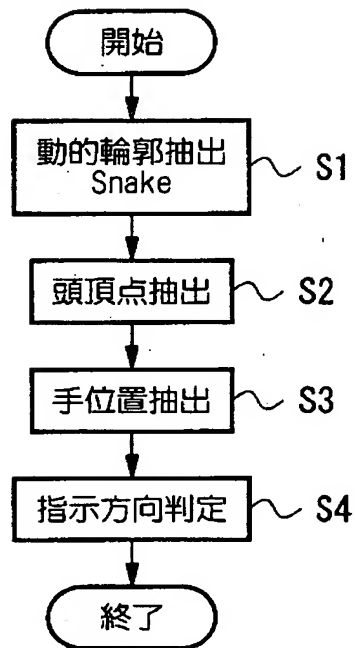 開始
動的輪郭抽出
Snake
S1
頭頂点抽出
S2
手位置抽出
S3
指示方向判定
S4
終了